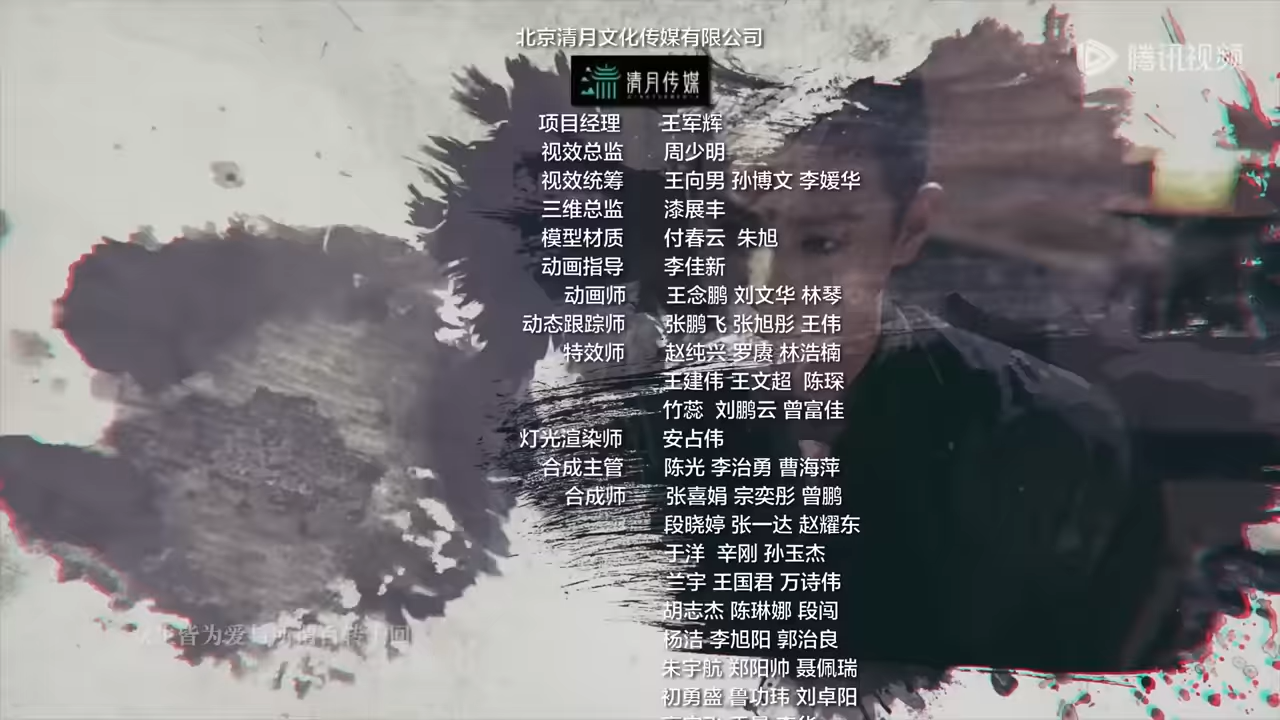 北京清月文化传媒有限公司
腾讯视频
清月传媒
项目经理 王军辉
视效总监 周少明
视效统筹 王向男 孙博文 李媛华
三维总监 漆展丰
模型材质 付春云 朱旭
动画指导 李佳新
动画师 王念鹏 刘文华 林琴
动态跟踪师 张鹏飞 张旭彤 王伟
特效师 赵纯兴 罗赓 林浩楠
王建伟 王文超 陈琛
竹蕊 刘鹏云 曾富佳
灯光渲染师 安占伟
合成主管 陈光 李治勇 曹海萍
合成师 张喜娟 宗奕彤 曾鹏
段晓婷 张一达 赵耀东
于洋 辛刚 孙玉杰
兰宇 王国君 万诗伟
胡志杰 陈琳娜 段闯
杨洁 李旭阳 郭治良
皆为爱
回
朱宇航 郑阳帅 聂佩瑞
初勇盛 鲁功玮 刘卓阳